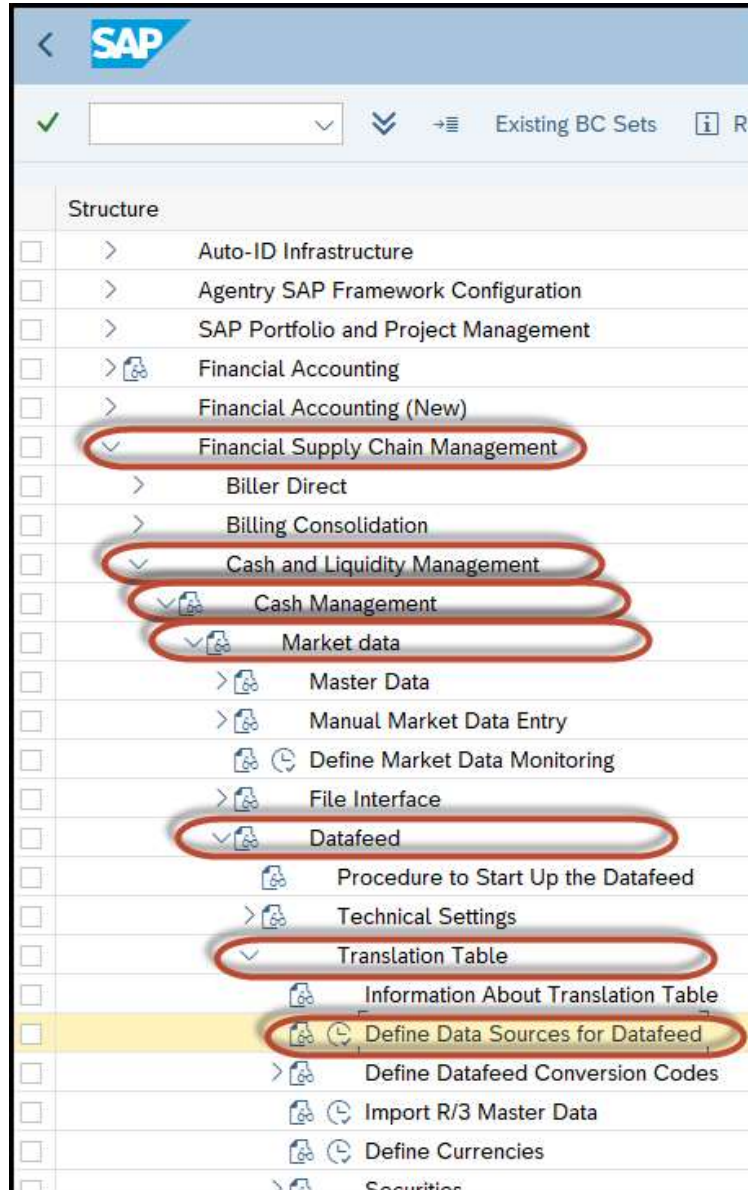 SAP
Existing BC Sets i R
Structure
Auto-ID Infrastructure
Agentry SAP Framework Configuration
SAP Portfolio and Project Management
Financial Accounting
Financial Accounting (New)
Financial Supply Chain Management
Biller Direct
Billing Consolidation
Cash and Liquidity Management
Cash Management
Market data
Master Data
Manual Market Data Entry
Define Market Data Monitoring
File Interface
Datafeed
Procedure to Start Up the Datafeed
Technical Settings
Translation Table
Information About Translation Table
Define Data Sources for Datafeed
Define Datafeed Conversion Codes
Import R/3 Master Data
Define Currencies
Securities